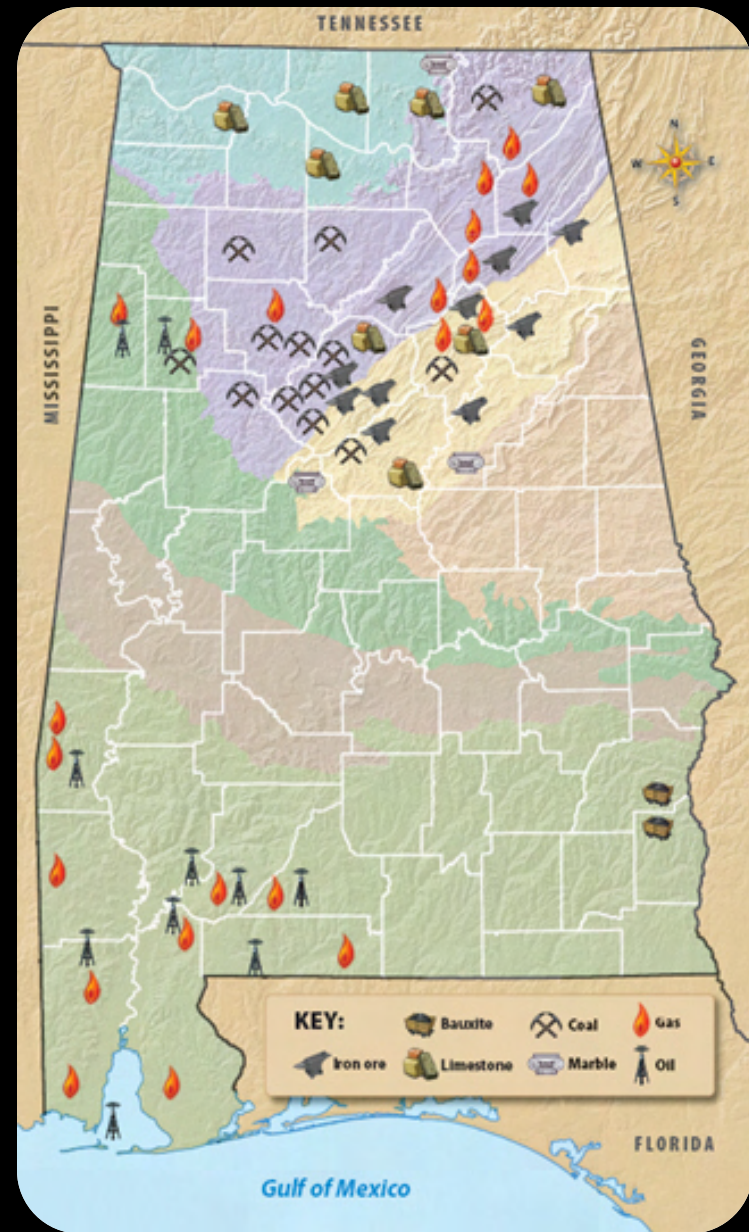 TENNESSEE
N
W E
S
MISSISSIPPI
GEORGIA
KEY:
Bauxite
Coal
Gas
Iron ore
Limestone
Marble
Oil
FLORIDA
Gulf of Mexico